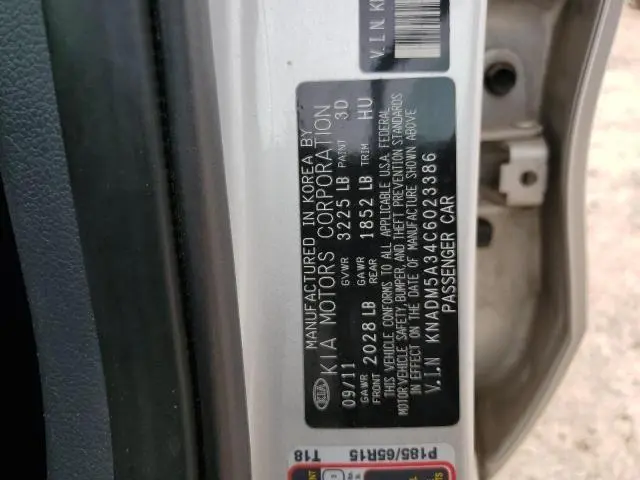 V.I.N. KN
MANUFACTURED IN KOREA BY
KIA KIA MOTORS CORPORATION
09/11 GVWR 3225 LB PAINT 3D
GAWR FRONT 2028 LB GAWR REAR 1852 LB TRIM HU
THIS VEHICLE CONFORMS TO ALL APPLICABLE U.S.A. FEDERAL
MOTOR VEHICLE SAFETY, BUMPER, AND THEFT PREVENTION STANDARDS
IN EFFECT ON THE DATE OF MANUFACTURE SHOWN ABOVE
V.I.N KNADM5A34C6023386
PASSENGER CAR
T18
P185/65R15